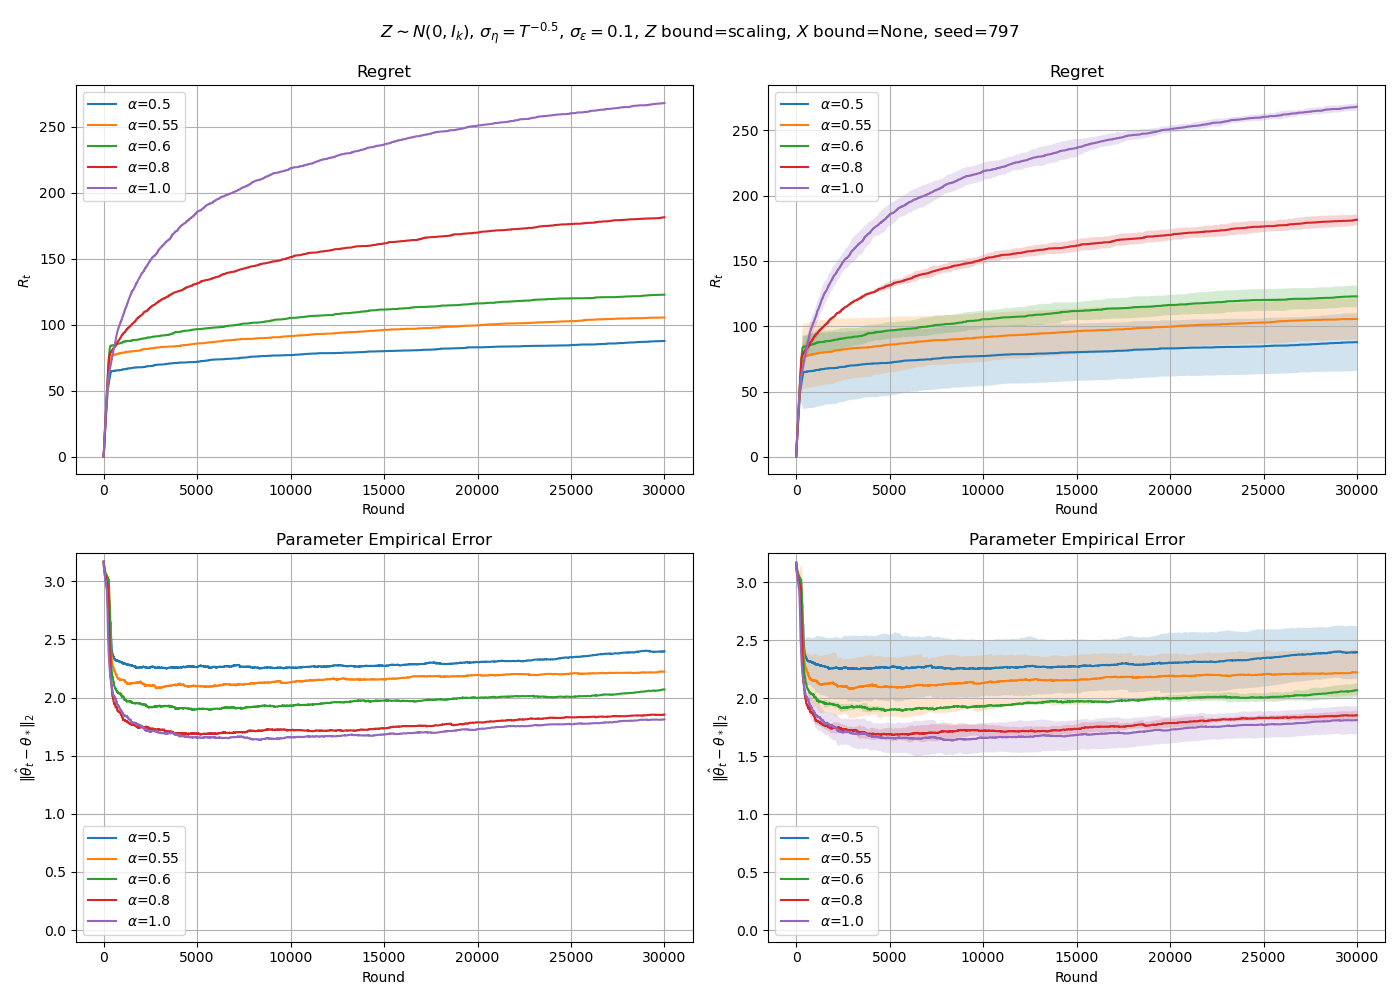 Z ∼ N(0, I_k), σ_η = T^{−0.5}, σ_ε = 0.1, Z bound=scaling, X bound=None, seed=797
Regret
R_t
250
200
150
100
50
0
α=0.5
α=0.55
α=0.6
α=0.8
α=1.0
0 5000 10000 15000 20000 25000 30000
Round
Regret
R_t
250
200
150
100
50
0
α=0.5
α=0.55
α=0.6
α=0.8
α=1.0
0 5000 10000 15000 20000 25000 30000
Round
Parameter Empirical Error
‖θ̂_t − θ_*‖₂
3.0
2.5
2.0
1.5
1.0
0.5
0.0
α=0.5
α=0.55
α=0.6
α=0.8
α=1.0
0 5000 10000 15000 20000 25000 30000
Round
Parameter Empirical Error
‖θ̂_t − θ_*‖₂
3.0
2.5
2.0
1.5
1.0
0.5
0.0
α=0.5
α=0.55
α=0.6
α=0.8
α=1.0
0 5000 10000 15000 20000 25000 30000
Round